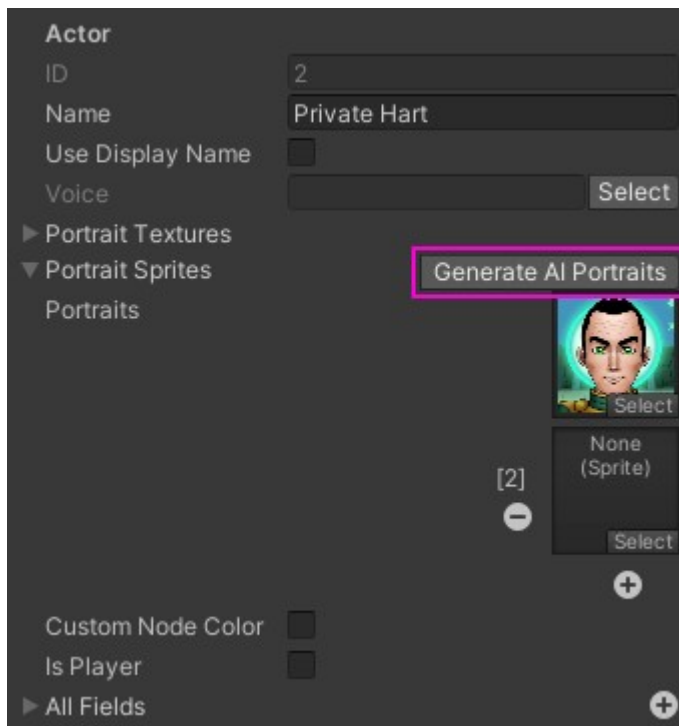 Actor
ID 2
Name Private Hart
Use Display Name
Voice Select
Portrait Textures
Portrait Sprites Generate AI Portraits
Portraits
Select
None
(Sprite)
[2]
Select
Custom Node Color
Is Player
All Fields